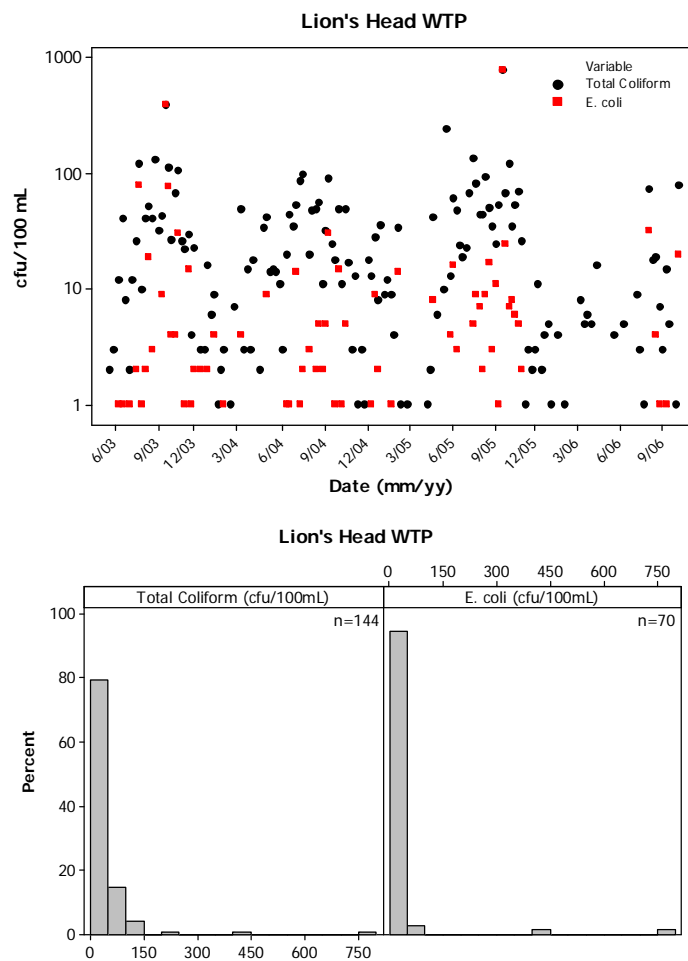 Lion's Head WTP
1000
100
10
1
cfu/100 mL
Variable
Total Coliform
E. coli
6/03 9/03 12/03 3/04 6/04 9/04 12/04 3/05 6/05 9/05 12/05 3/06 6/06 9/06
Date (mm/yy)
Lion's Head WTP
0 150 300 450 600 750
Total Coliform (cfu/100mL) E. coli (cfu/100mL)
n=144 n=70
100
80
60
40
20
0
Percent
0 150 300 450 600 750